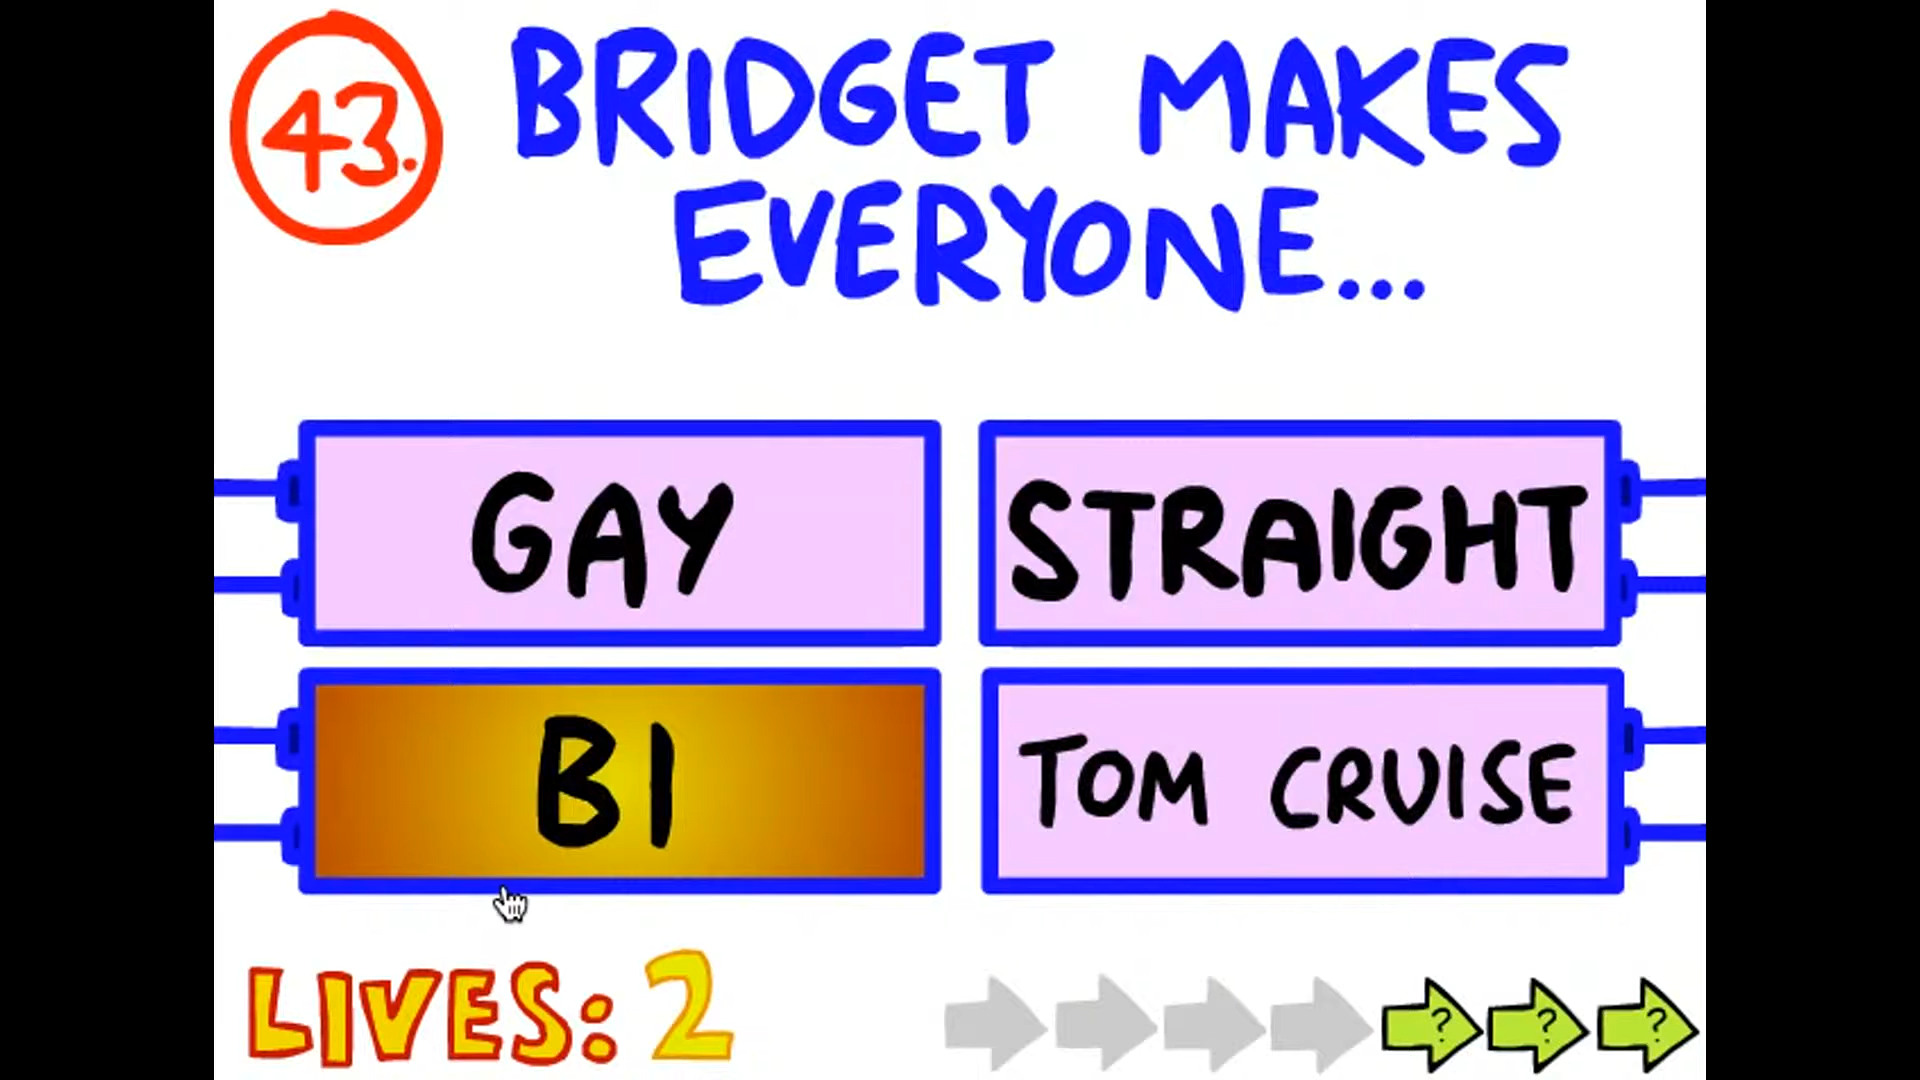 43.
BRIDGET MAKES
EVERYONE...
GAY
STRAIGHT
BI
TOM CRUISE
LIVES: 2
? ? ?